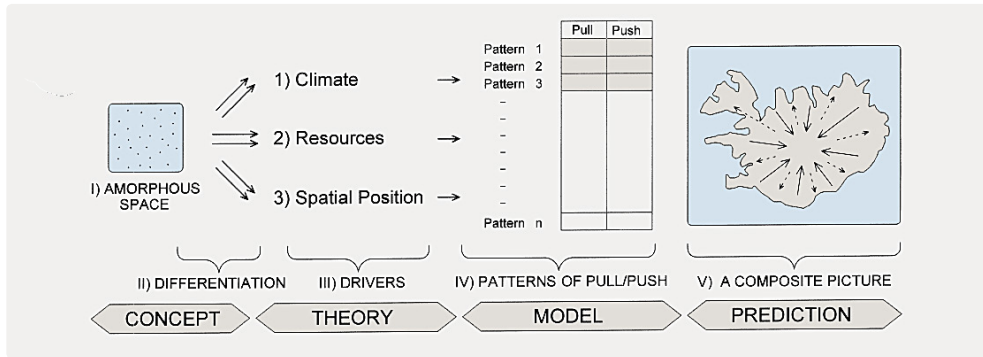 Pull Push
Pattern 1
Pattern 2
Pattern 3
Pattern n
1) Climate
2) Resources
3) Spatial Position
I) AMORPHOUS
SPACE
II) DIFFERENTIATION
III) DRIVERS
IV) PATTERNS OF PULL/PUSH
V) A COMPOSITE PICTURE
CONCEPT
THEORY
MODEL
PREDICTION